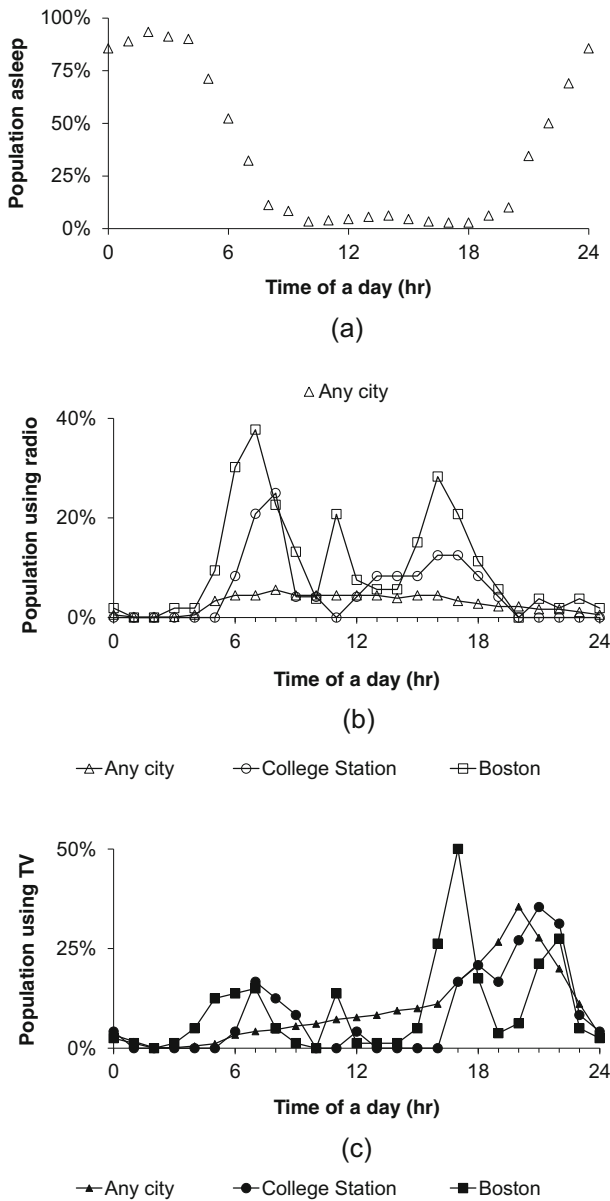 100%
75%
50%
25%
0%
Population asleep
0 6 12 18 24
Time of a day (hr)
(a)
Any city
40%
20%
0%
Population using radio
0 6 12 18 24
Time of a day (hr)
(b)
Any city College Station Boston
50%
25%
0%
Population using TV
0 6 12 18 24
Time of a day (hr)
(c)
Any city College Station Boston